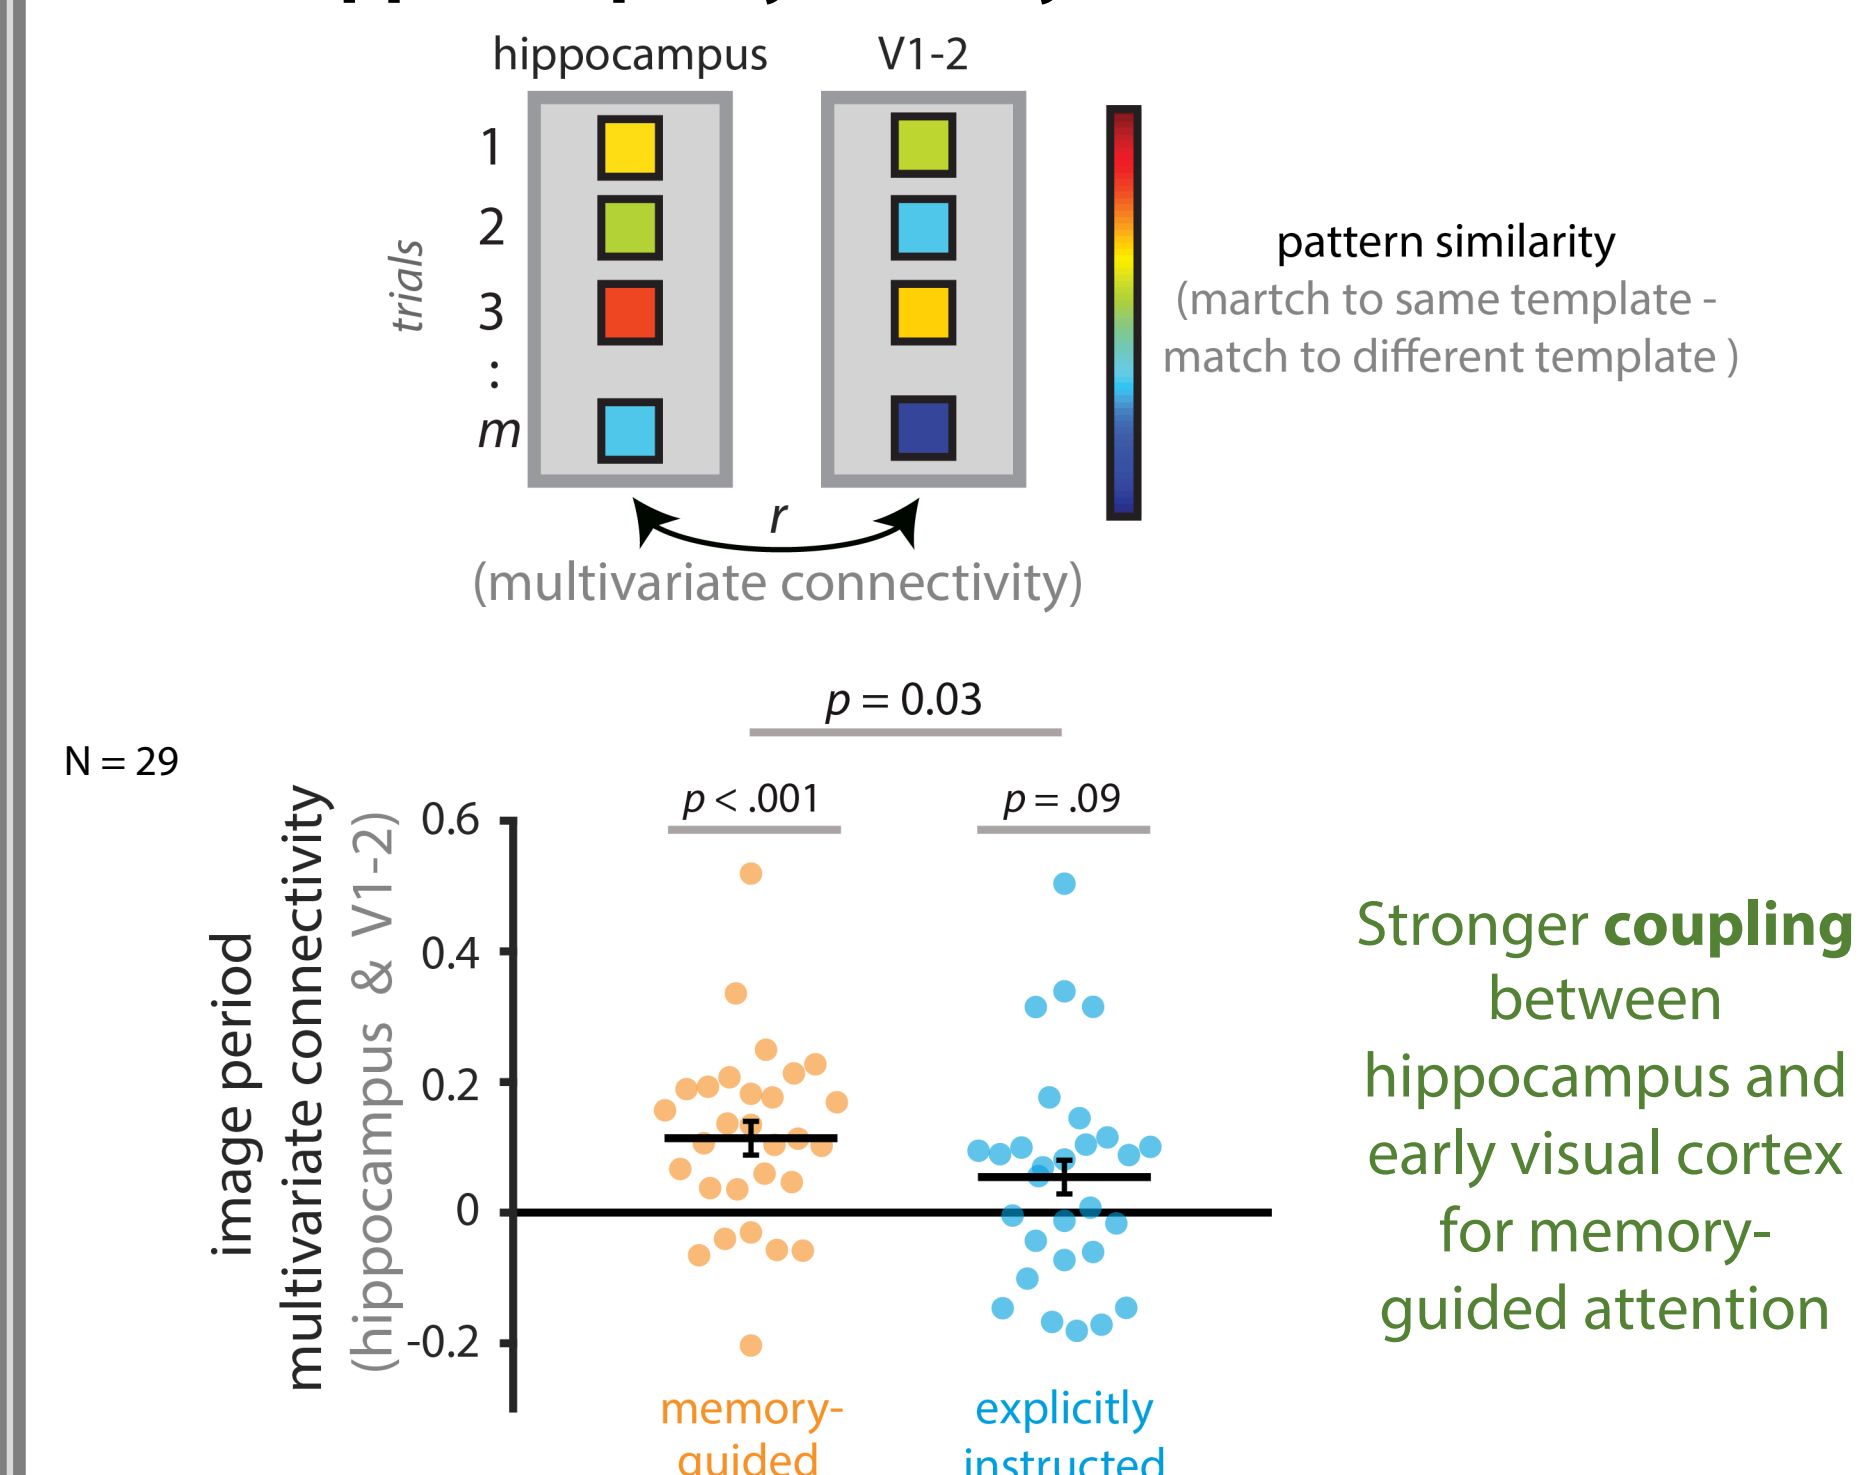 hippocampus V1-2
1
2
3
:
m
trials
pattern similarity
(martch to same template -
match to different template )
r
(multivariate connectivity)
p = 0.03
N = 29
p < .001 p = .09
image period
multivariate connectivity
(hippocampus & V1-2)
0.6
0.4
0.2
0
-0.2
memory-
guided
explicitly
instructed
Stronger coupling
between
hippocampus and
early visual cortex
for memory-
guided attention